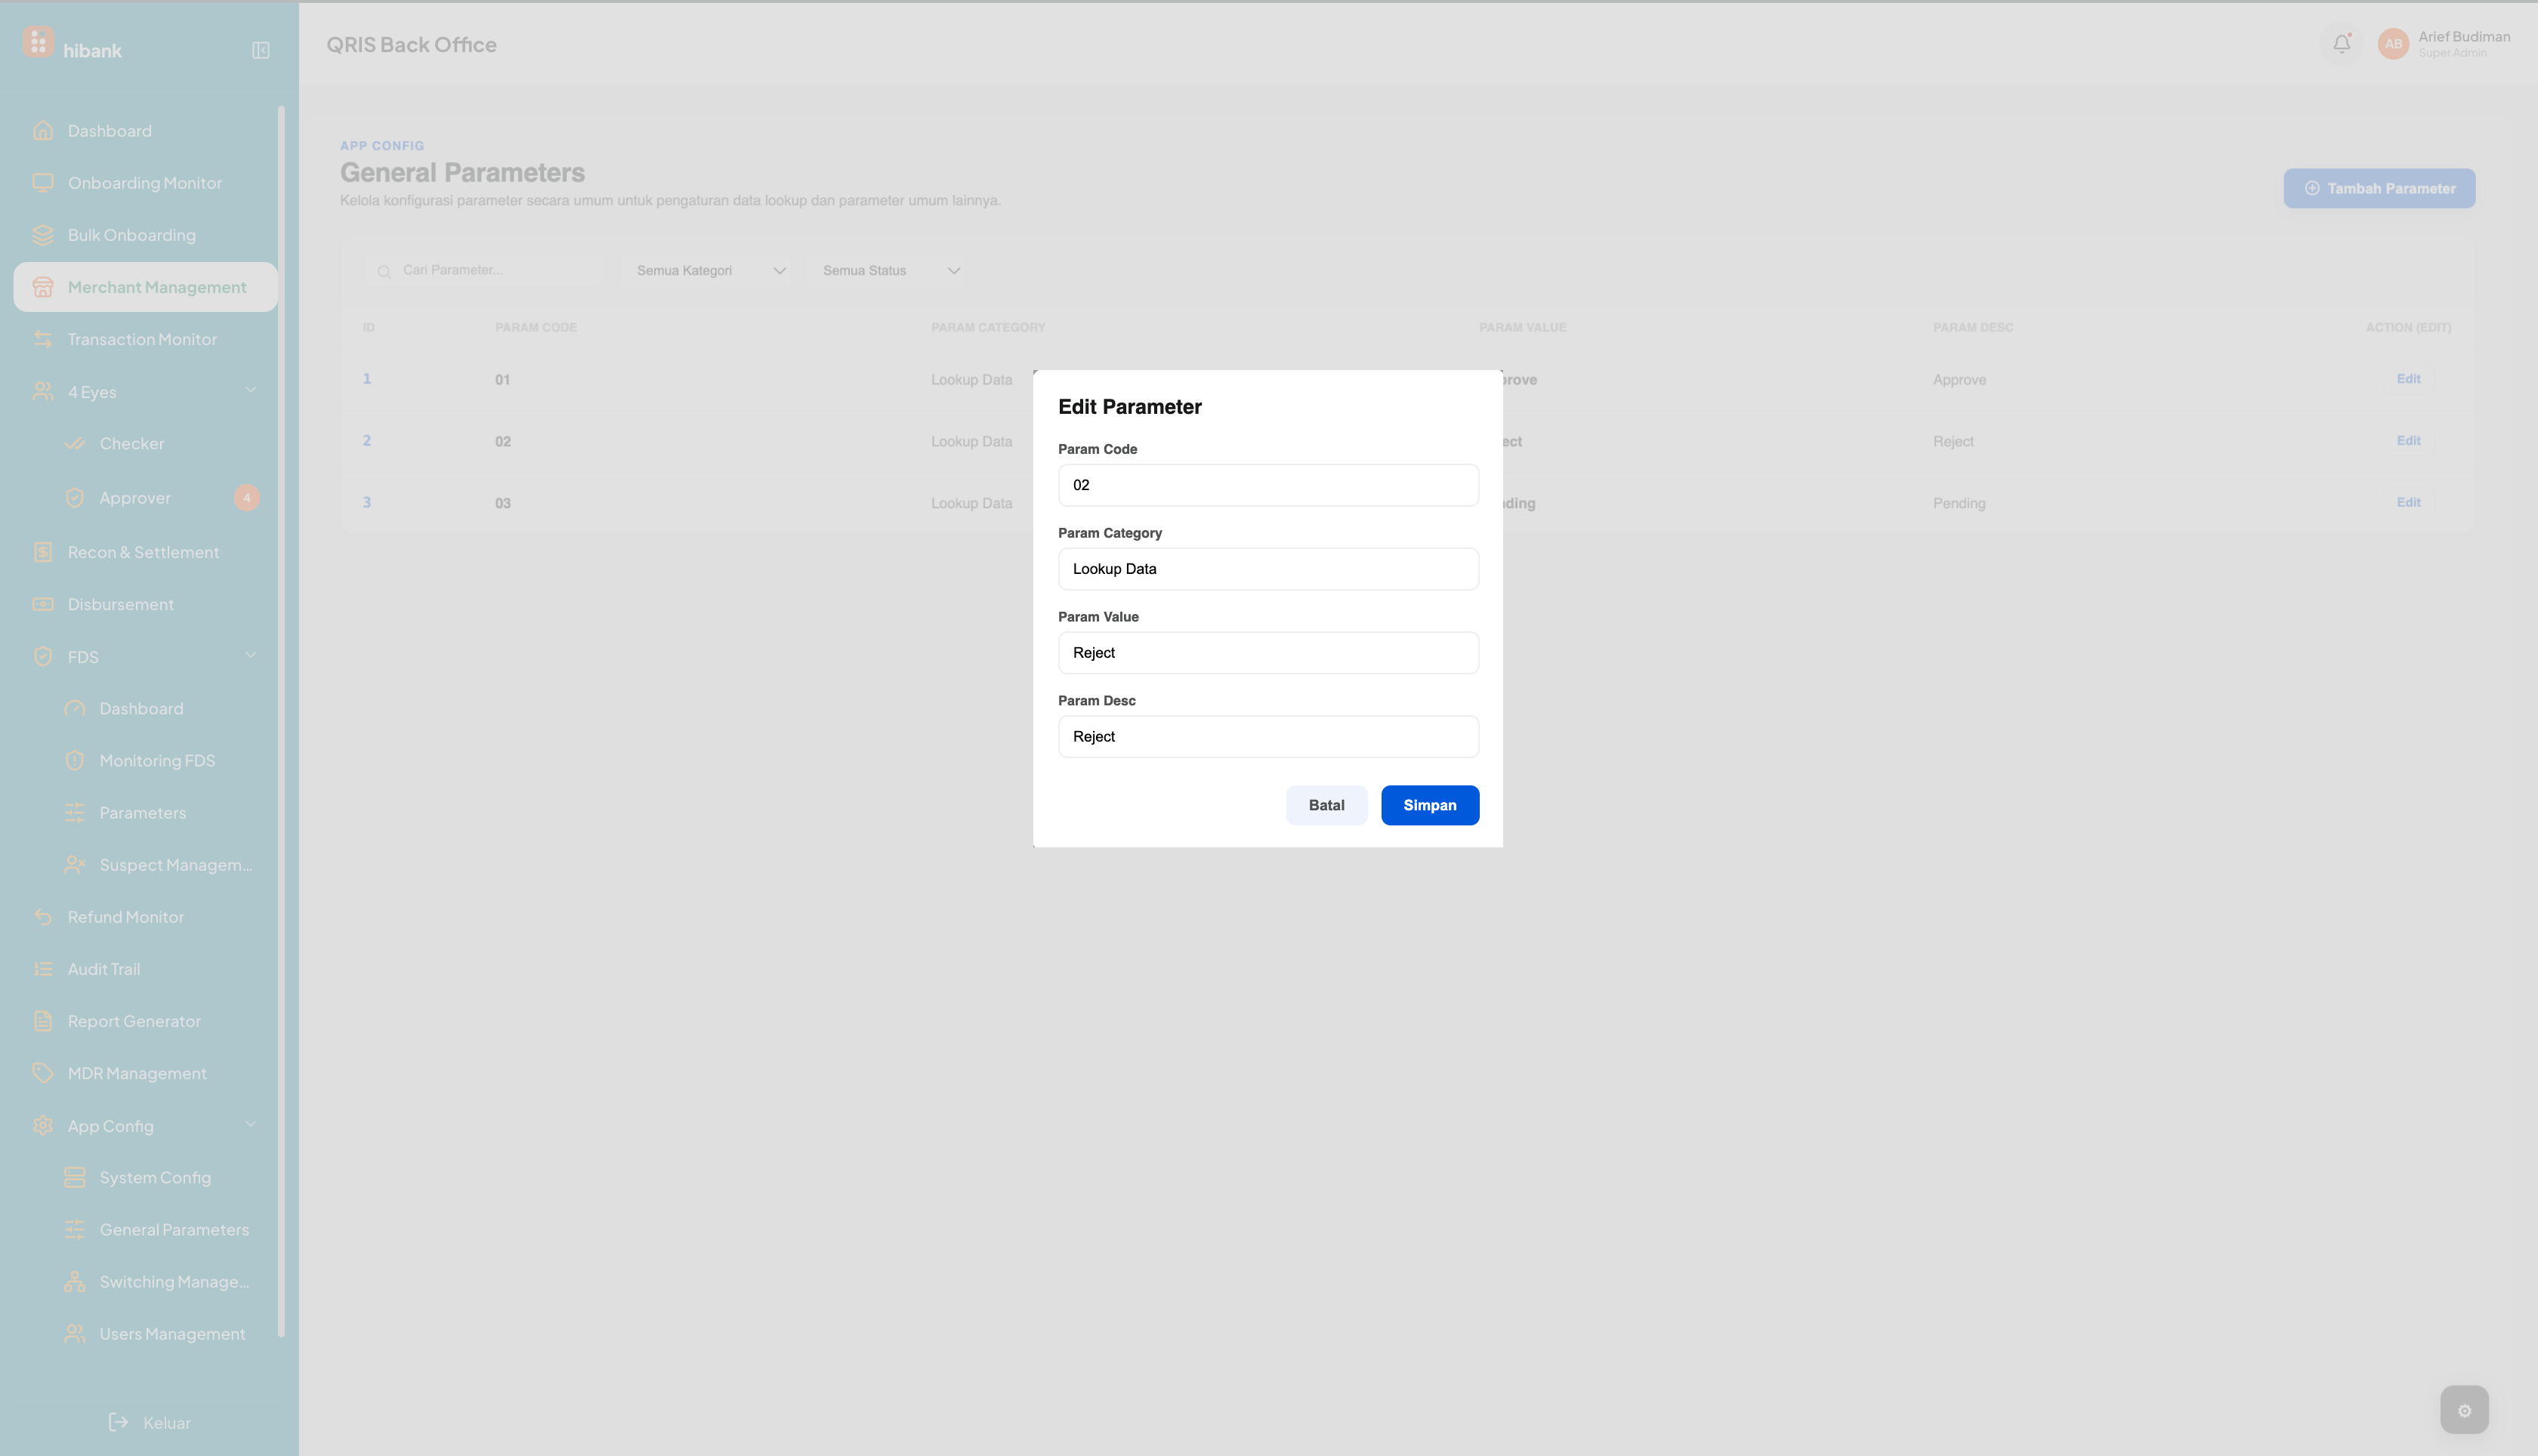 hibank
QRIS Back Office
AB
Arief Budiman
Super Admin
Dashboard
Onboarding Monitor
Bulk Onboarding
Merchant Management
Transaction Monitor
4 Eyes
Checker
Approver
4
Recon & Settlement
Disbursement
FDS
Dashboard
Monitoring FDS
Parameters
Suspect Managem...
Refund Monitor
Audit Trail
Report Generator
MDR Management
App Config
System Config
General Parameters
Switching Manage...
Users Management
Keluar
APP CONFIG
General Parameters
Kelola konfigurasi parameter secara umum untuk pengaturan data lookup dan parameter umum lainnya.
Tambah Parameter
Cari Parameter...
Semua Kategori
Semua Status
ID PARAM CODE PARAM CATEGORY PARAM VALUE PARAM DESC ACTION (EDIT)
1 01 Lookup Data Approve Edit
2 02 Lookup Data Reject Edit
3 03 Lookup Data Pending Edit
Edit Parameter
Param Code
02
Param Category
Lookup Data
Param Value
Reject
Param Desc
Reject
Batal
Simpan